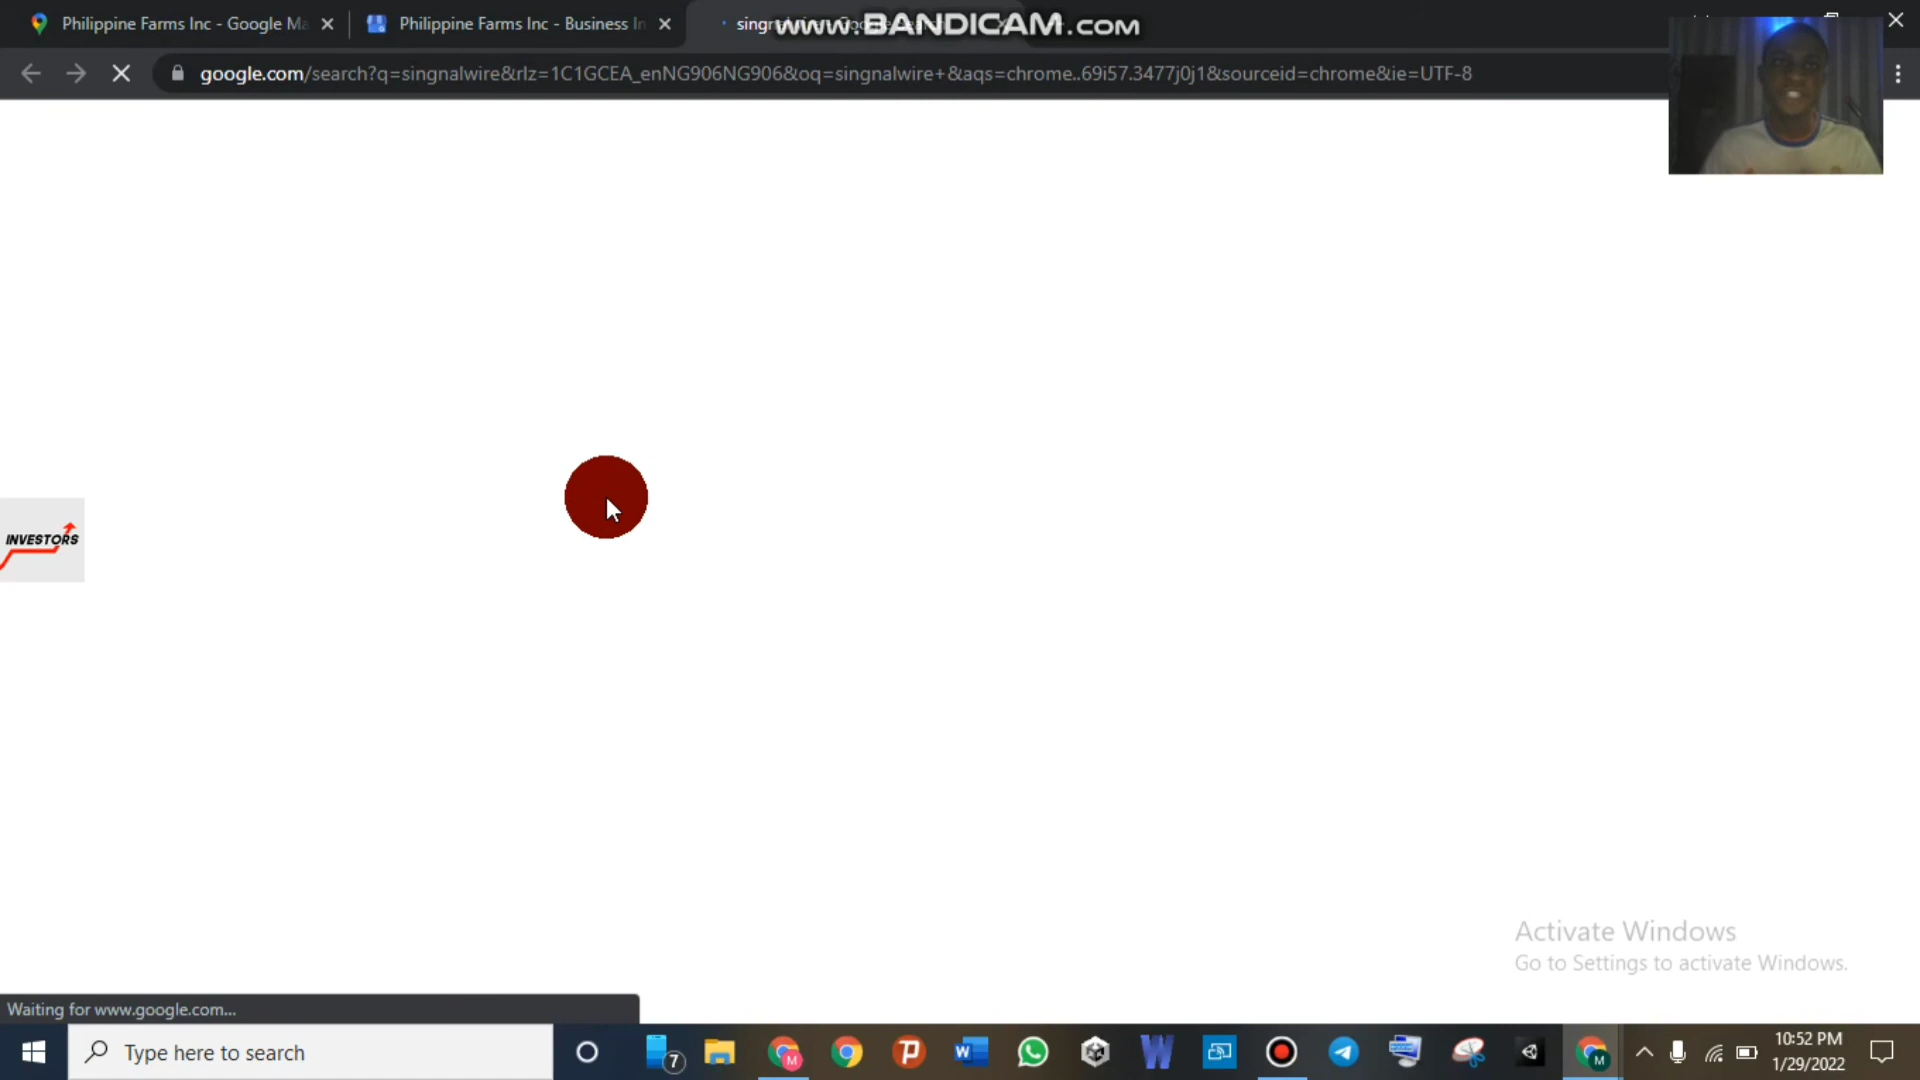 Philippine Farms Inc - Google Ma
Philippine Farms Inc - Business In
www.BANDICAM.com
google.com/search?q=singnalwire&rlz=1C1GCEA_enNG906NG906&oq=singnalwire+&aqs=chrome..69i57.3477j0j1&sourceid=chrome&ie=UTF-8
INVESTORS
Activate Windows
Go to Settings to activate Windows.
Waiting for www.google.com...
Type here to search
7
M
P
W
W
M
10:52 PM
1/29/2022